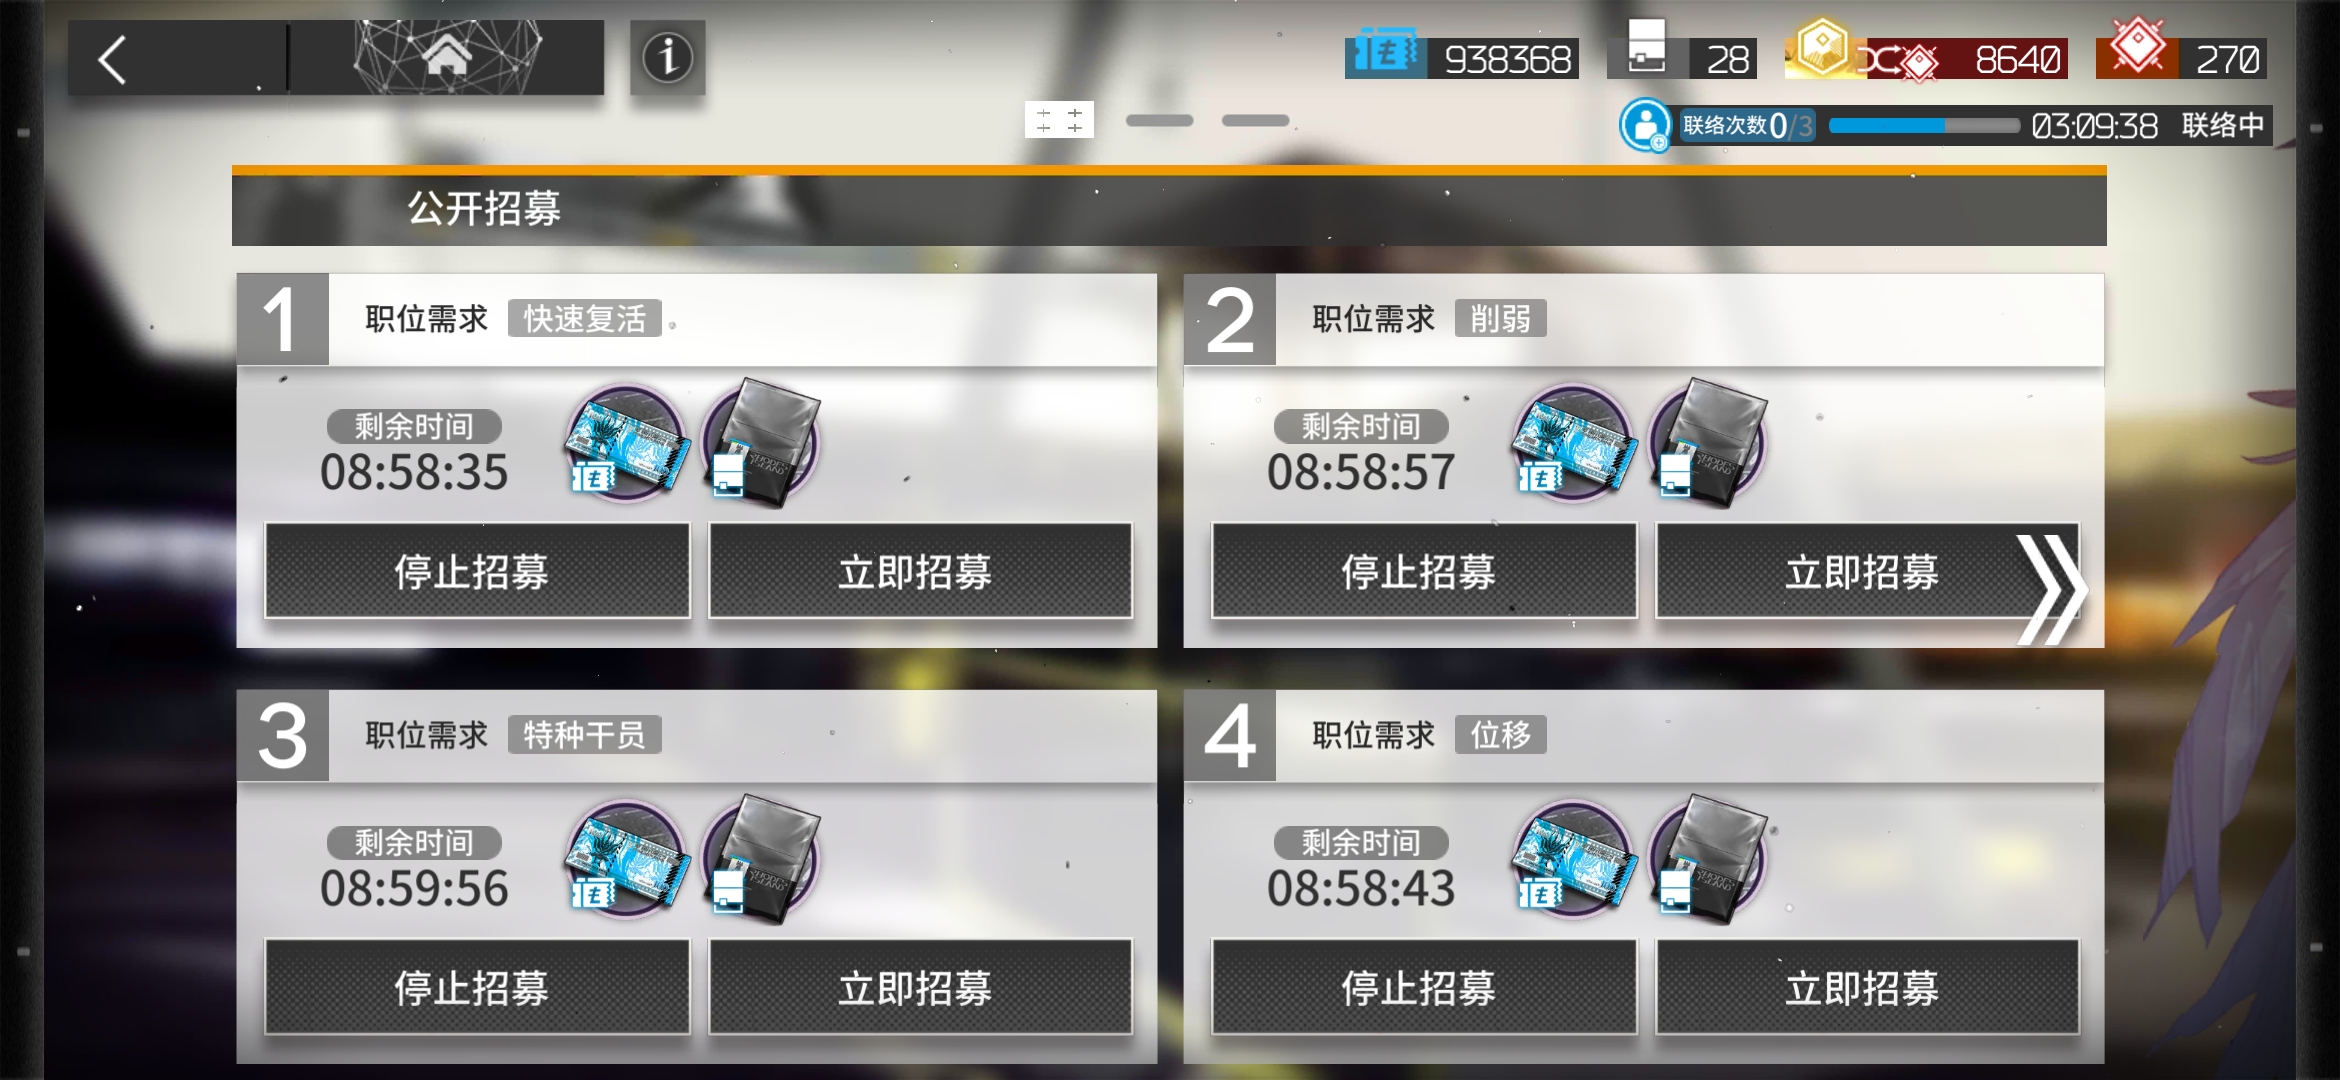 938368
28
8640
270
联络次数0/3
03:09:38
联络中
公开招募
1
职位需求
快速复活
剩余时间
08:58:35
停止招募
立即招募
2
职位需求
削弱
剩余时间
08:58:57
停止招募
立即招募
3
职位需求
特种干员
剩余时间
08:59:56
停止招募
立即招募
4
职位需求
位移
剩余时间
08:58:43
停止招募
立即招募